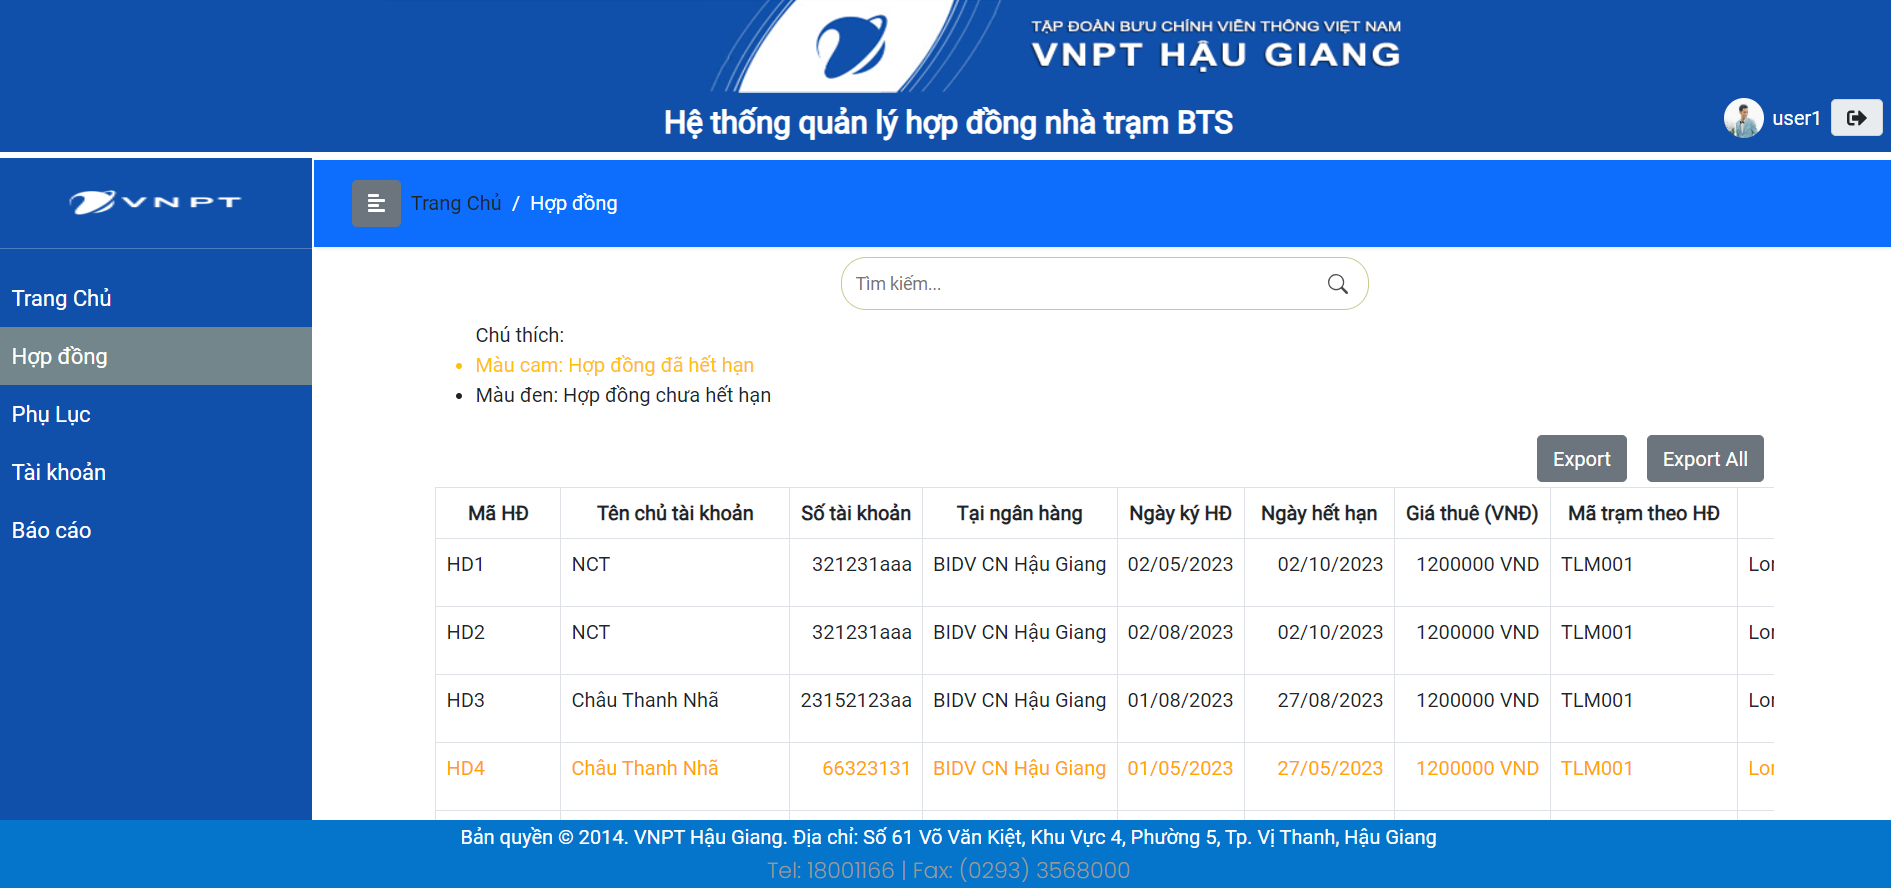 TẬP ĐOÀN BƯU CHÍNH VIỄN THÔNG VIỆT NAM
VNPT HẬU GIANG
Hệ thống quản lý hợp đồng nhà trạm BTS
user1
VNPT
Trang Chủ / Hợp đồng
Trang Chủ
Hợp đồng
Phụ Lục
Tài khoản
Báo cáo
Tìm kiếm...
Chú thích:
Màu cam: Hợp đồng đã hết hạn
Màu đen: Hợp đồng chưa hết hạn
Export Export All
Mã HĐ Tên chủ tài khoản Số tài khoản Tại ngân hàng Ngày ký HĐ Ngày hết hạn Giá thuê (VNĐ) Mã trạm theo HĐ
HD1 NCT 321231aaa BIDV CN Hậu Giang 02/05/2023 02/10/2023 1200000 VND TLM001
HD2 NCT 321231aaa BIDV CN Hậu Giang 02/08/2023 02/10/2023 1200000 VND TLM001
HD3 Châu Thanh Nhã 23152123aa BIDV CN Hậu Giang 01/08/2023 27/08/2023 1200000 VND TLM001
HD4 Châu Thanh Nhã 66323131 BIDV CN Hậu Giang 01/05/2023 27/05/2023 1200000 VND TLM001
Bản quyền © 2014. VNPT Hậu Giang. Địa chỉ: Số 61 Võ Văn Kiệt, Khu Vực 4, Phường 5, Tp. Vị Thanh, Hậu Giang
Tel: 18001166 | Fax: (0293) 3568000